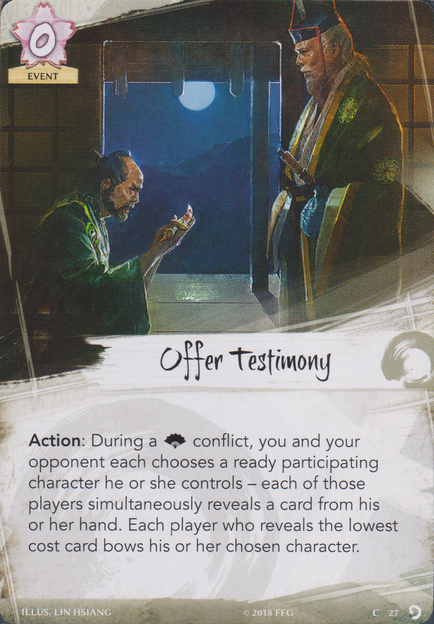 0
EVENT
Offer Testimony
Action: During a conflict, you and your
opponent each chooses a ready participating
character he or she controls – each of those
players simultaneously reveals a card from his
or her hand. Each player who reveals the lowest
cost card bows his or her chosen character.
ILLUS. LIN HSIANG © 2018 FFG C 27